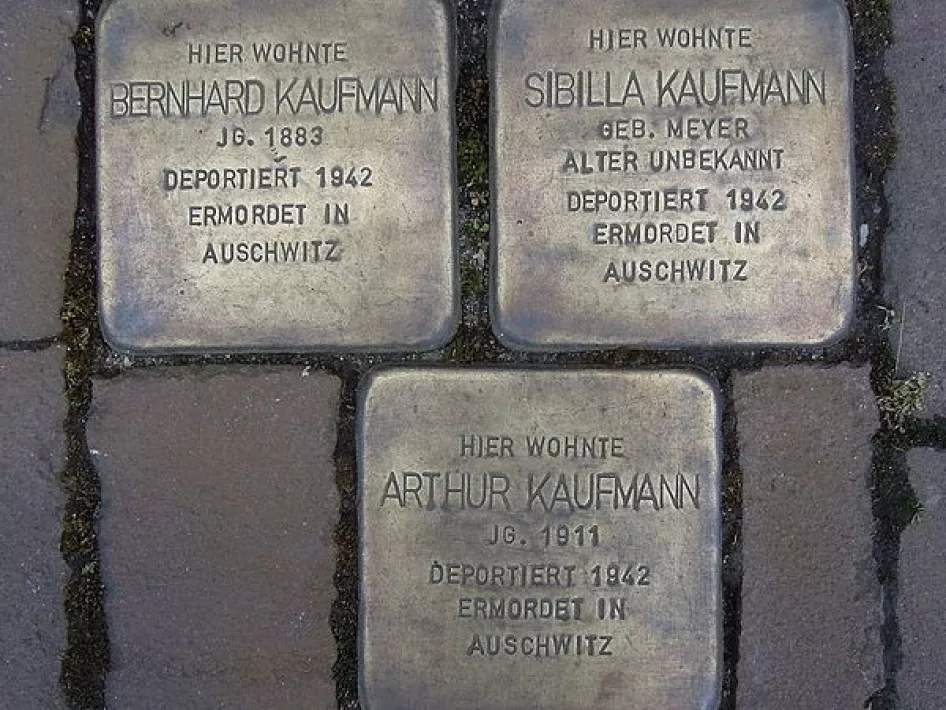 HIER WOHNTE
BERNHARD KAUFMANN
JG. 1883
DEPORTIERT 1942
ERMORDET IN
AUSCHWITZ
HIER WOHNTE
SIBILLA KAUFMANN
GEB. MEYER
ALTER UNBEKANNT
DEPORTIERT 1942
ERMORDET IN
AUSCHWITZ
HIER WOHNTE
ARTHUR KAUFMANN
JG. 1911
DEPORTIERT 1942
ERMORDET IN
AUSCHWITZ